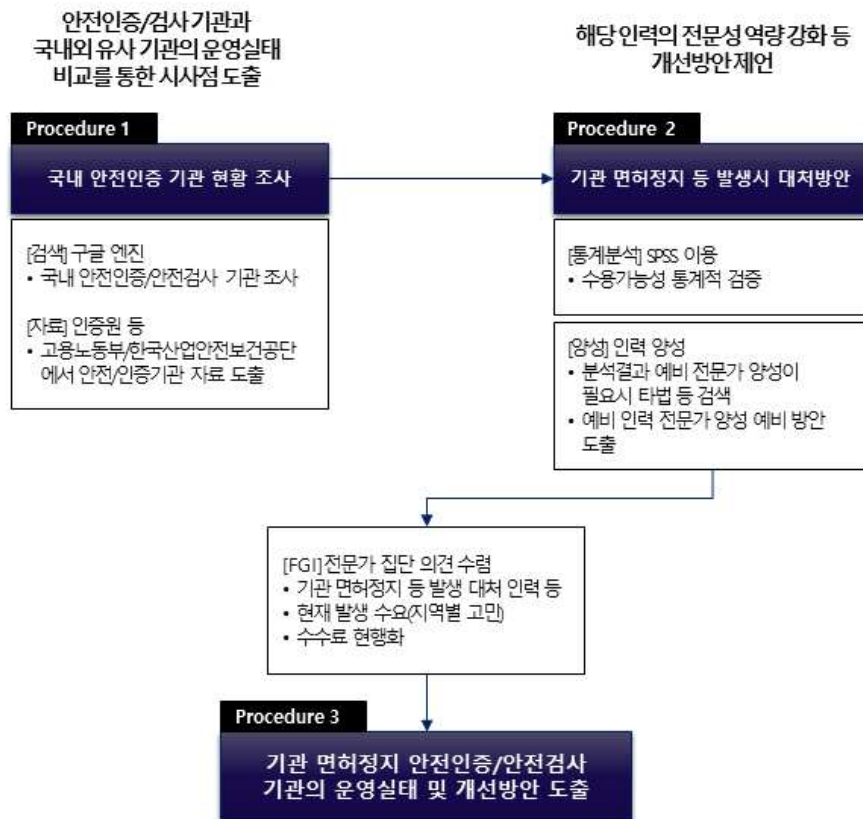 안전인증/검사 기관과
국내외 유사 기관의 운영실태
비교를 통한 시사점 도출
해당 인력의 전문성 역량 강화 등
개선방안 제언
Procedure 1
국내 안전인증 기관 현황 조사
[검색] 구글 엔진
• 국내 안전인증/안전검사 기관 조사
[자료] 인증원 등
• 고용노동부/한국산업안전보건공단
에서 안전/인증기관 자료 도출
Procedure 2
기관 면허정지 등 발생시 대처방안
[통계분석] SPSS 이용
• 수용가능성 통계적 검증
[양성] 인력 양성
• 분석결과 예비 전문가 양성이
필요시 타법 등 검색
• 예비 인력 전문가 양성 예비 방안
도출
[FGI] 전문가 집단 의견 수렴
• 기관 면허정지 등 발생 대처 인력 등
• 현재 발생 수요(지역별 고민)
• 수수료 현행화
Procedure 3
기관 면허정지 안전인증/안전검사
기관의 운영실태 및 개선방안 도출